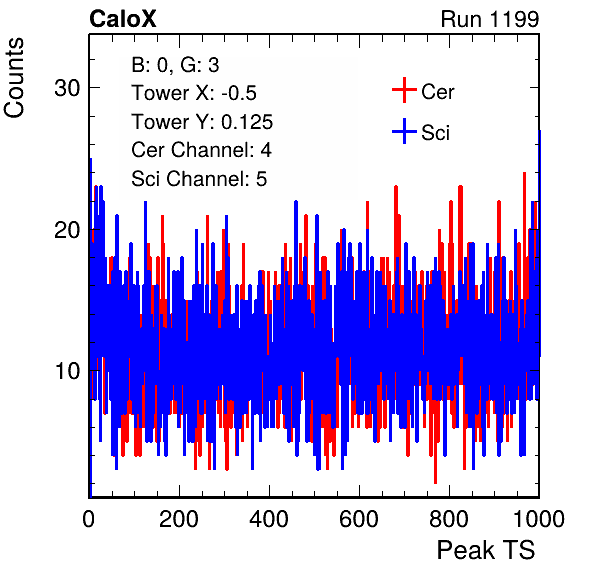 CaloX Run 1199
Counts
B: 0, G: 3
Tower X: -0.5
Tower Y: 0.125
Cer Channel: 4
Sci Channel: 5
Cer
Sci
30
20
10
0 200 400 600 800 1000
Peak TS